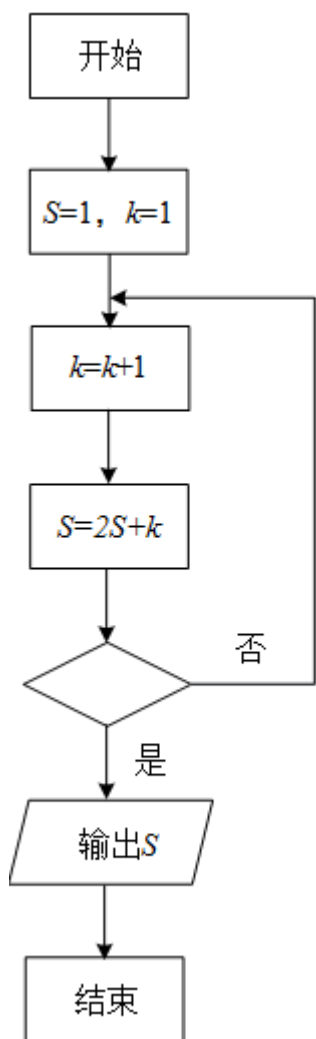 开始
S=1，k=1
k=k+1
S=2S+k
否
是
输出S
结束